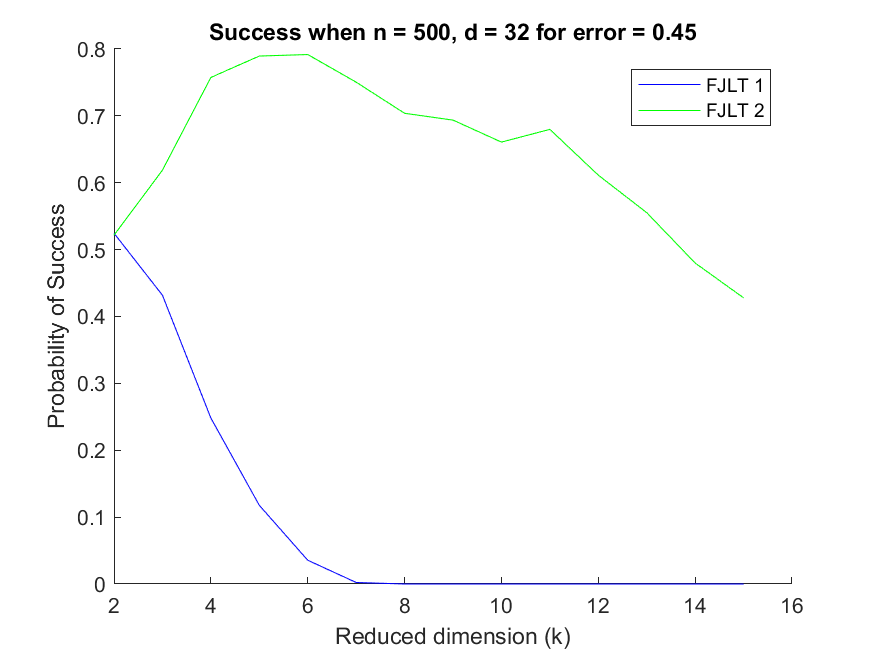 Success when n = 500, d = 32 for error = 0.45
FJLT 1
FJLT 2
Probability of Success
0.8
0.7
0.6
0.5
0.4
0.3
0.2
0.1
0
2 4 6 8 10 12 14 16
Reduced dimension (k)